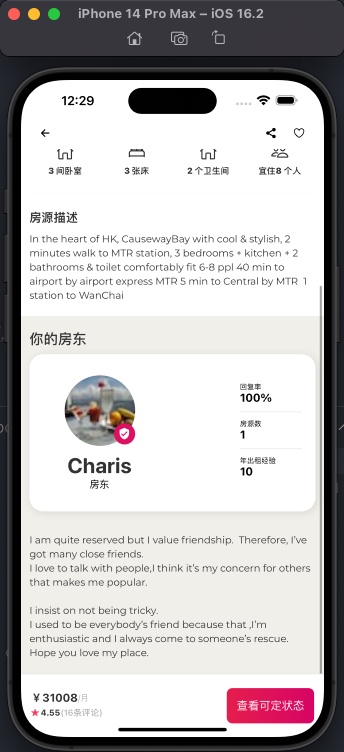 iPhone 14 Pro Max – iOS 16.2
12:29
3 间卧室
3 张床
2 个卫生间
宜住8 个人
房源描述
In the heart of HK, CausewayBay with cool & stylish, 2
minutes walk to MTR station, 3 bedrooms + kitchen + 2
bathrooms & toilet comfortably fit 6-8 ppl 40 min to
airport by airport express MTR 5 min to Central by MTR 1
station to WanChai
你的房东
回复率
100%
房源数
1
年出租经验
10
Charis
房东
I am quite reserved but I value friendship. Therefore, I've
got many close friends.
I love to talk with people,I think it's my concern for others
that makes me popular.
I insist on not being tricky.
I used to be everybody's friend because that ,I'm
enthusiastic and I always come to someone's rescue.
Hope you love my place.
￥31008/月
★4.55(16条评论)
查看可定状态